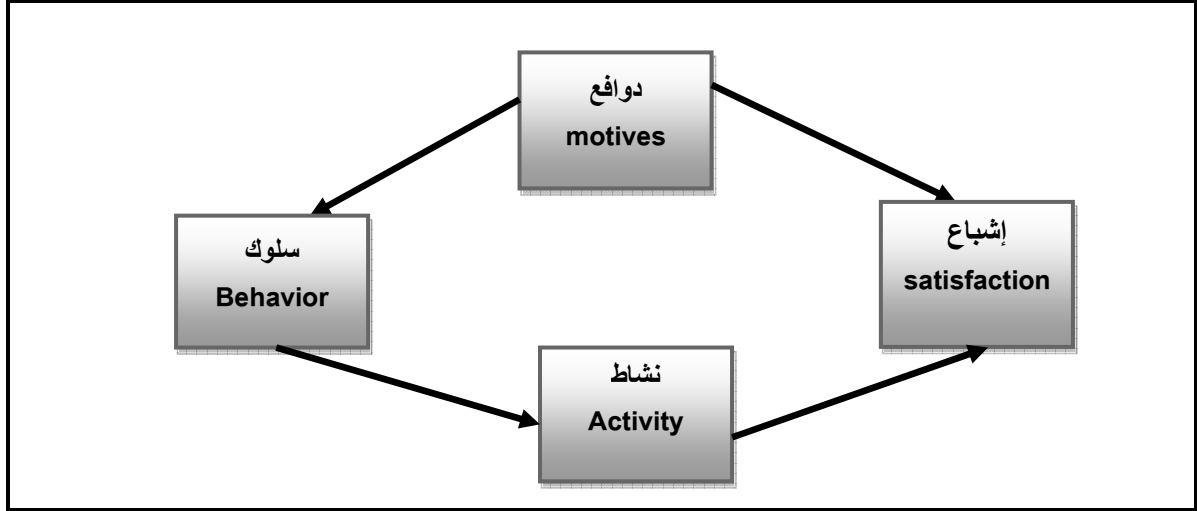 دوافع
motives
سلوك
Behavior
إشباع
satisfaction
نشاط
Activity